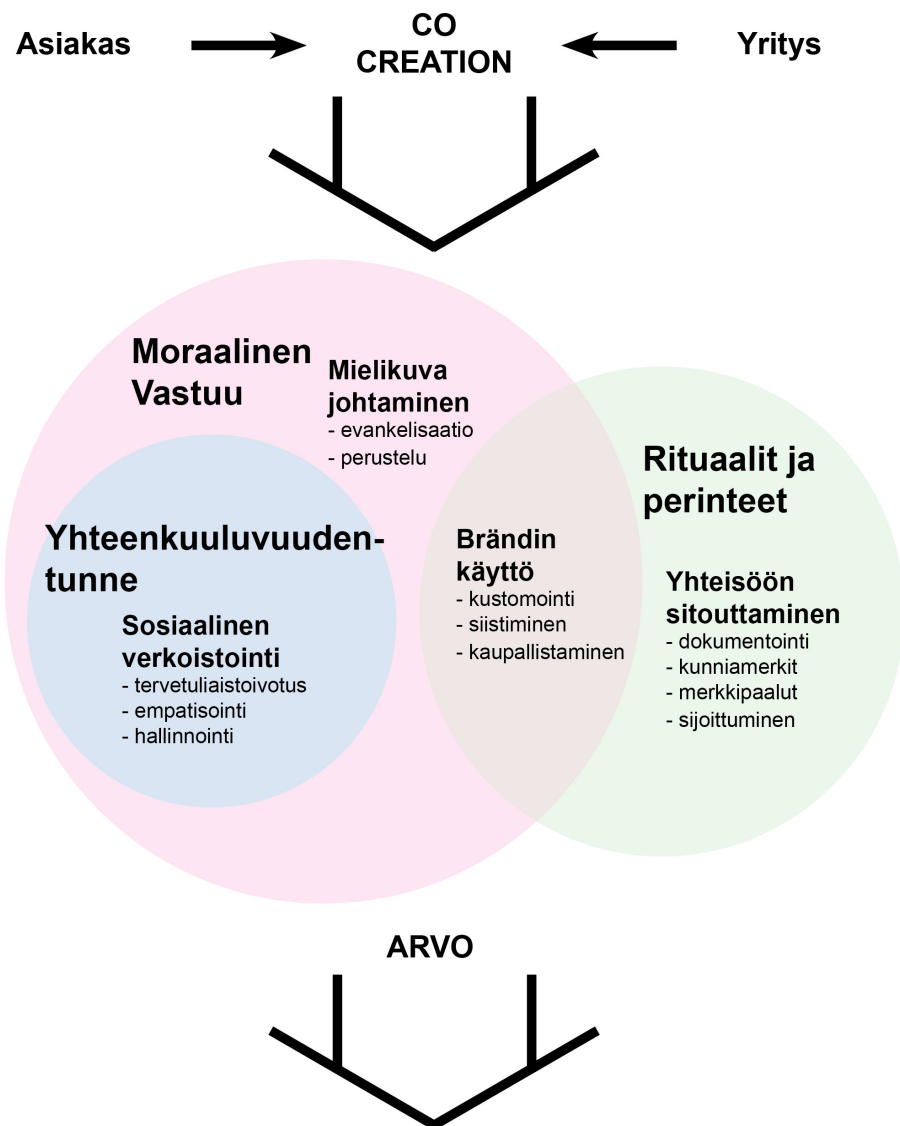 Asiakas
CO
CREATION
Yritys
Moraalinen
Vastuu
Mielikuva
johtaminen
- evankelisaatio
- perustelu
Rituaalit ja
perinteet
Yhteenkuuluvuuden-
tunne
Brändin
käyttö
- kustomointi
- siistiminen
- kaupallistaminen
Yhteisöön
sitouttaminen
- dokumentointi
- kunniamerkit
- merkkipaalut
- sijoittuminen
Sosiaalinen
verkoistointi
- tervetuliaistoivotus
- empatisointi
- hallinnointi
ARVO